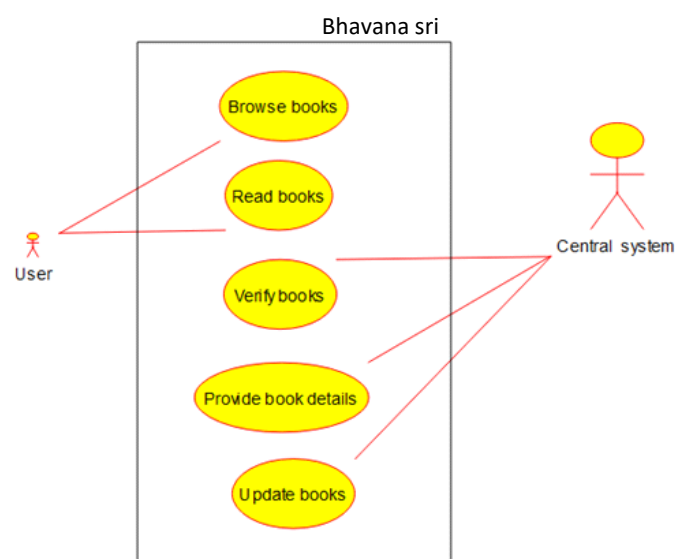 Bhavana sri
Browse books
Read books
User
Central system
Verify books
Provide book details
Update books